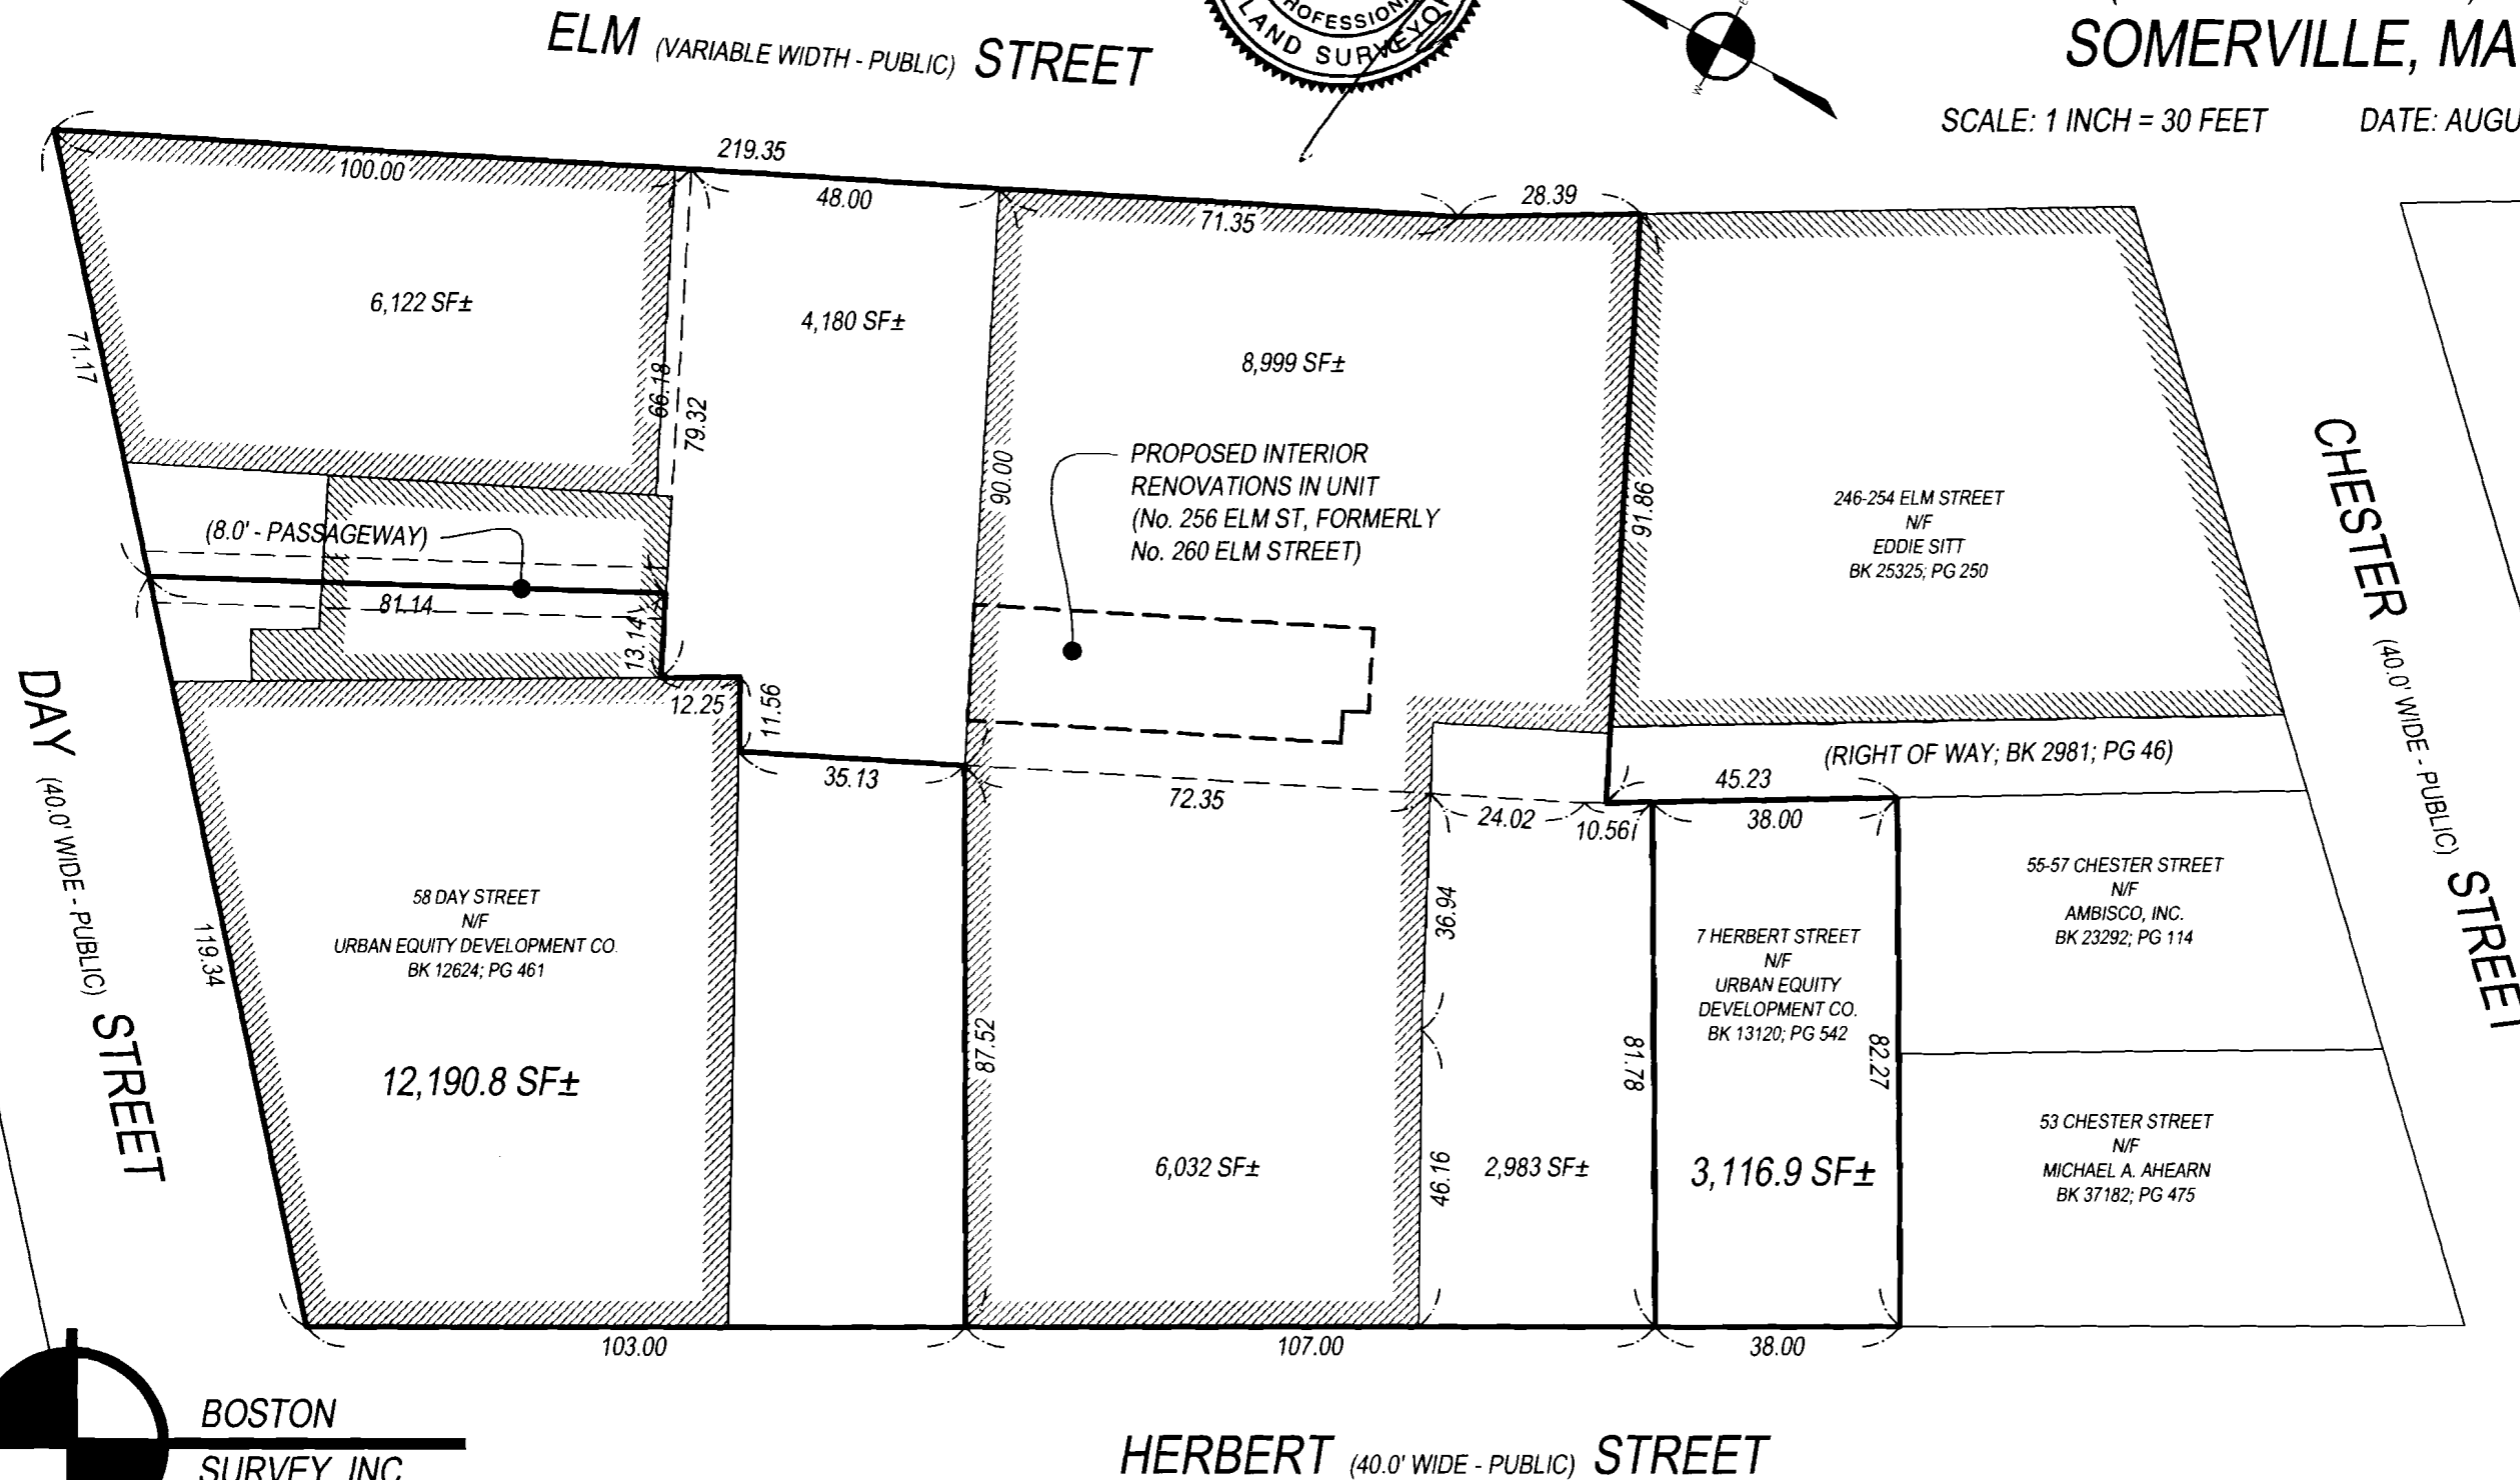 ELM (VARIABLE WIDTH - PUBLIC) STREET
LAND SURVEYOR
SOMERVILLE, MA
SCALE: 1 INCH = 30 FEET
219.35
100.00
48.00
71.35
28.39
71.17
6,122 SF±
4,180 SF±
8,999 SF±
66.18
79.32
90.00
91.86
PROPOSED INTERIOR
RENOVATIONS IN UNIT
(No. 256 ELM ST, FORMERLY
No. 260 ELM STREET)
246-254 ELM STREET
N/F
EDDIE SITT
BK 25325; PG 250
CHESTER (40.0' WIDE - PUBLIC) STREET
(8.0' - PASSAGEWAY)
81.14
13.14
12.25
11.56
35.13
72.35
24.02
10.56
45.23
38.00
(RIGHT OF WAY; BK 2981; PG 46)
DAY (40.0' WIDE - PUBLIC) STREET
119.34
58 DAY STREET
N/F
URBAN EQUITY DEVELOPMENT CO.
BK 12624; PG 461
12,190.8 SF±
87.52
36.94
46.16
6,032 SF±
2,983 SF±
81.78
7 HERBERT STREET
N/F
URBAN EQUITY
DEVELOPMENT CO.
BK 13120; PG 542
3,116.9 SF±
82.27
55-57 CHESTER STREET
N/F
AMBISCO, INC.
BK 23292; PG 114
53 CHESTER STREET
N/F
MICHAEL A. AHEARN
BK 37182; PG 475
103.00
107.00
38.00
BOSTON
SURVEY, INC
HERBERT (40.0' WIDE - PUBLIC) STREET